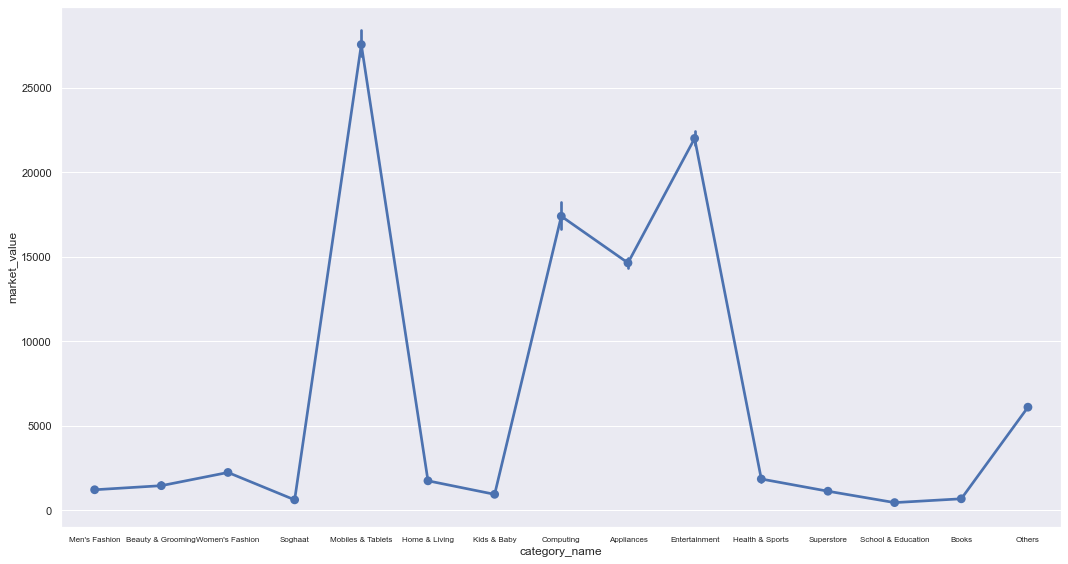 25000
20000
15000
10000
5000
0
market_value
Men's Fashion Beauty & Grooming Women's Fashion Soghaat Mobiles & Tablets Home & Living Kids & Baby Computing Appliances Entertainment Health & Sports Superstore School & Education Books Others
category_name